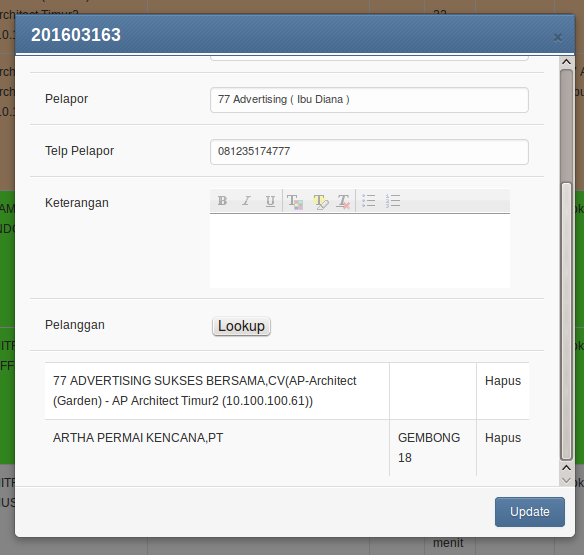 201603163
×
Pelapor
77 Advertising ( Ibu Diana )
Telp Pelapor
081235174777
Keterangan
B I U T T T
Pelanggan
Lookup
77 ADVERTISING SUKSES BERSAMA,CV(AP-Architect
(Garden) - AP Architect Timur2 (10.100.100.61))
Hapus
ARTHA PERMAI KENCANA,PT
GEMBONG
18
Hapus
Update
menit